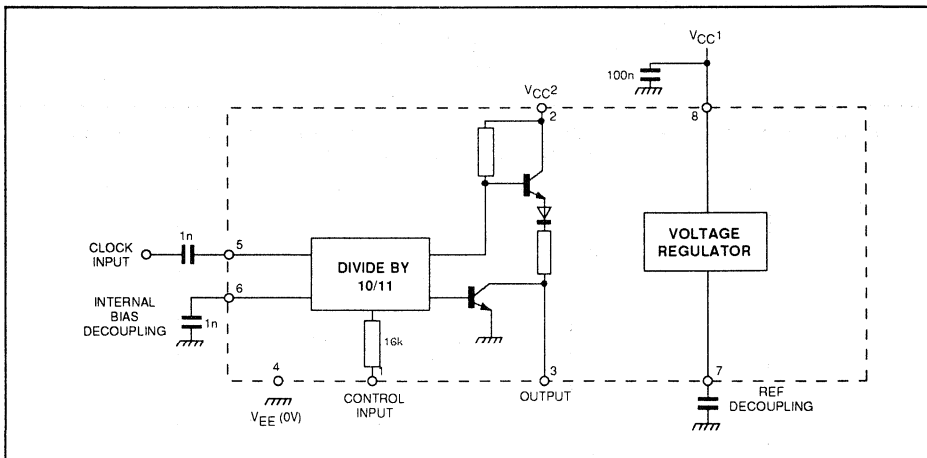 VCC1
100n
VCC2
2
8
CLOCK
INPUT
1n
5
DIVIDE BY
10/11
VOLTAGE
REGULATOR
6
INTERNAL
BIAS
DECOUPLING
1n
16k
4
VEE (0V)
1
CONTROL
INPUT
3
OUTPUT
7
REF
DECOUPLING